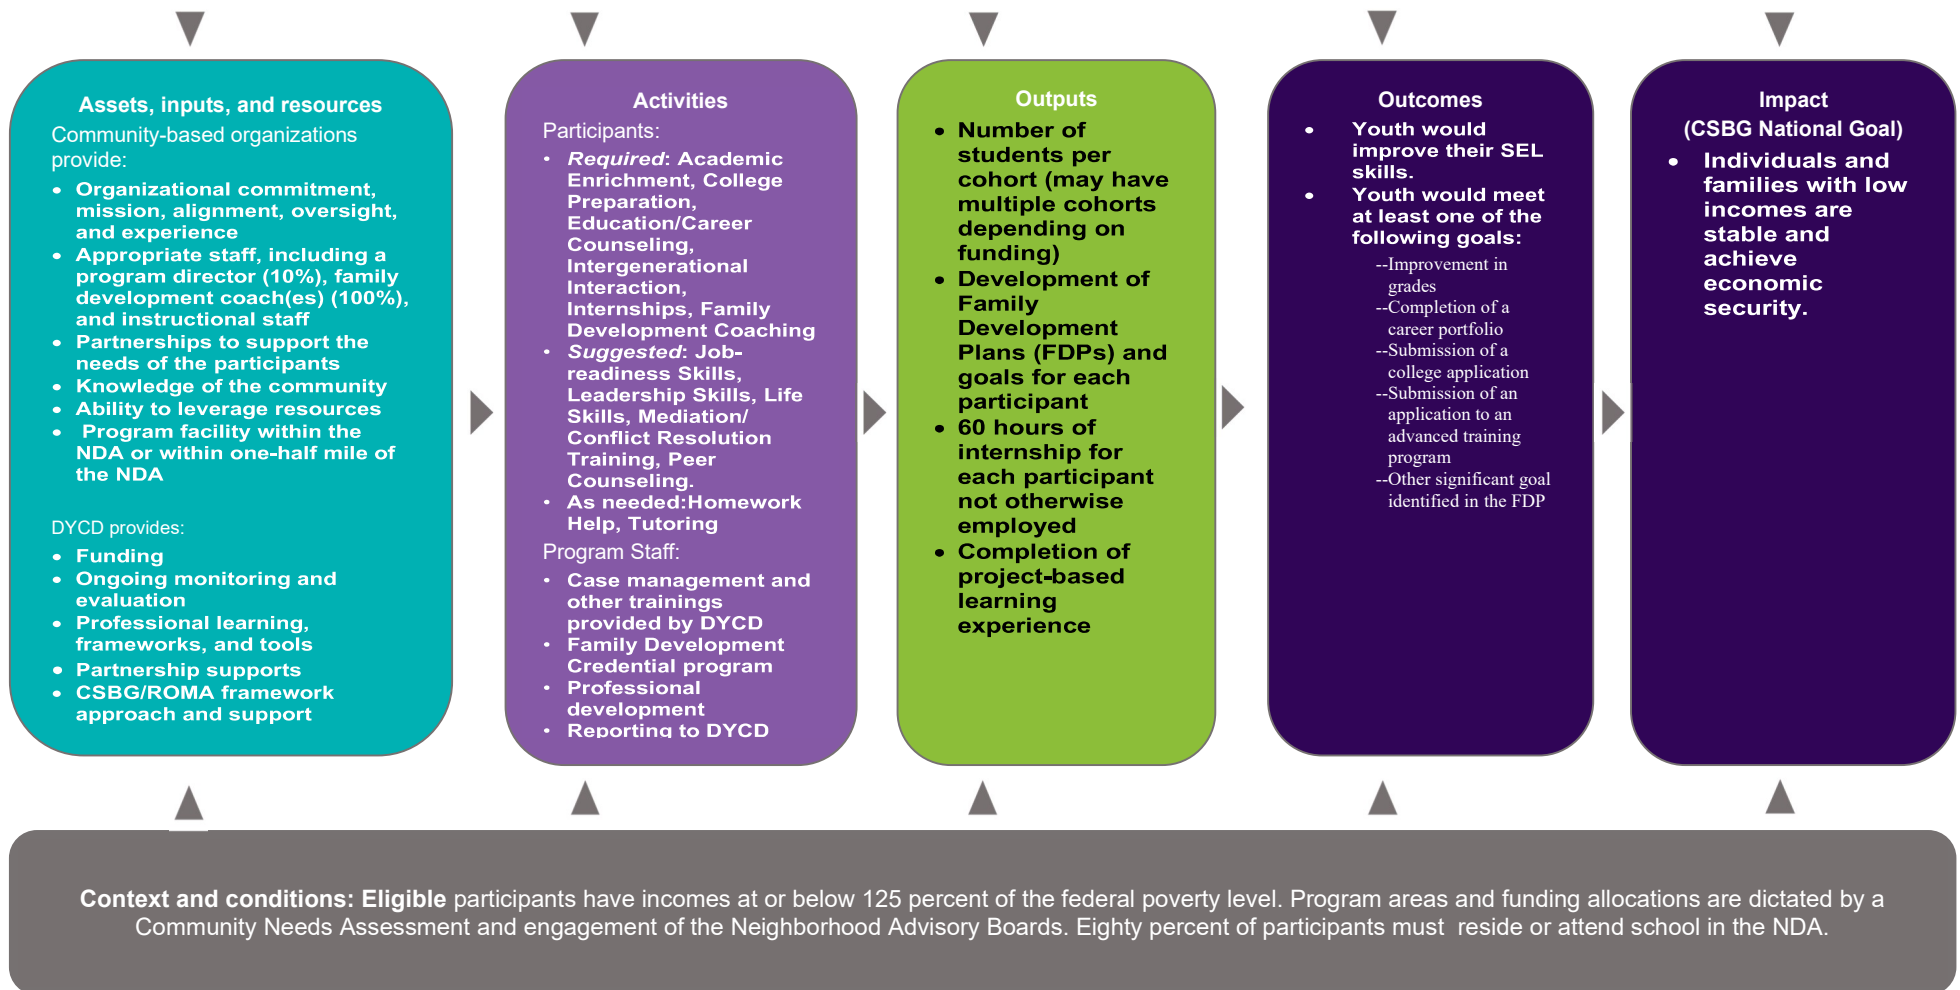 Assets, inputs, and resources
Community-based organizations
provide:
• Organizational commitment,
mission, alignment, oversight,
and experience
• Appropriate staff, including a
program director (10%), family
development coach(es) (100%),
and instructional staff
• Partnerships to support the
needs of the participants
• Knowledge of the community
• Ability to leverage resources
• Program facility within the
NDA or within one-half mile of
the NDA
DYCD provides:
• Funding
• Ongoing monitoring and
evaluation
• Professional learning,
frameworks, and tools
• Partnership supports
• CSBG/ROMA framework
approach and support
Activities
Participants:
• Required: Academic
Enrichment, College
Preparation,
Education/Career
Counseling,
Intergenerational
Interaction,
Internships, Family
Development Coaching
• Suggested: Job-
readiness Skills,
Leadership Skills, Life
Skills, Mediation/
Conflict Resolution
Training, Peer
Counseling.
• As needed:Homework
Help, Tutoring
Program Staff:
• Case management and
other trainings
provided by DYCD
• Family Development
Credential program
• Professional
development
• Reporting to DYCD
Outputs
• Number of
students per
cohort (may have
multiple cohorts
depending on
funding)
• Development of
Family
Development
Plans (FDPs) and
goals for each
participant
• 60 hours of
internship for
each participant
not otherwise
employed
• Completion of
project-based
learning
experience
Outcomes
• Youth would
improve their SEL
skills.
• Youth would meet
at least one of the
following goals:
--Improvement in
grades
--Completion of a
career portfolio
--Submission of a
college application
--Submission of an
application to an
advanced training
program
--Other significant goal
identified in the FDP
Impact
(CSBG National Goal)
• Individuals and
families with low
incomes are
stable and
achieve
economic
security.
Context and conditions: Eligible participants have incomes at or below 125 percent of the federal poverty level. Program areas and funding allocations are dictated by a
Community Needs Assessment and engagement of the Neighborhood Advisory Boards. Eighty percent of participants must reside or attend school in the NDA.